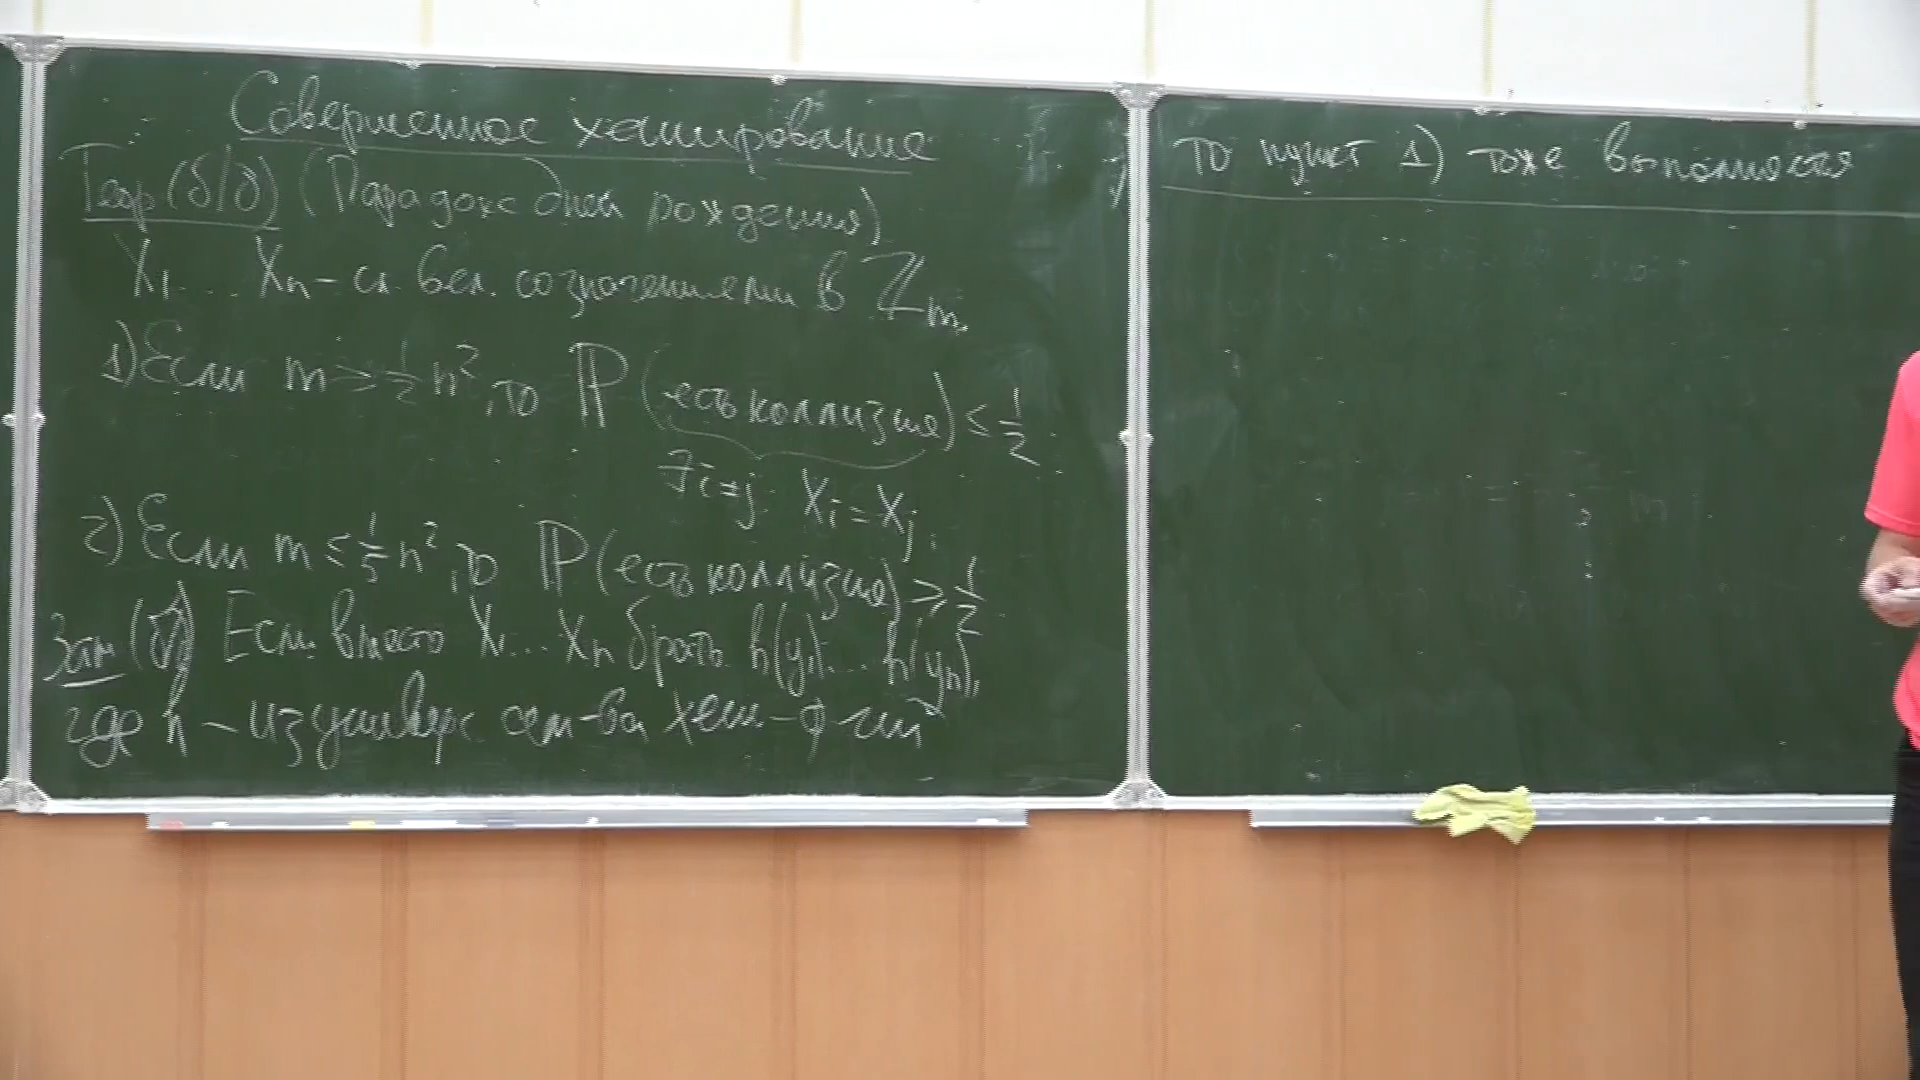 Совершенное хеширование
Теор (б/д) (Парадокс дней рождения)
X₁ ... Xₙ – сл. вел. со значениями в ℤₘ.
1) Если m ≥ ½ n², то ℙ (есть коллизия) ≤ ½.
∃ i ≠ j: Xᵢ = Xⱼ.
2) Если m ≤ ⅕ n², то ℙ (есть коллизия) ≥ ½
Зам Если вместо X₁ ... Xₙ брать h(y₁) ... h(yₙ),
где h – из универс сем-ва хеш-ф-ий
то пункт 1) тоже выполняется